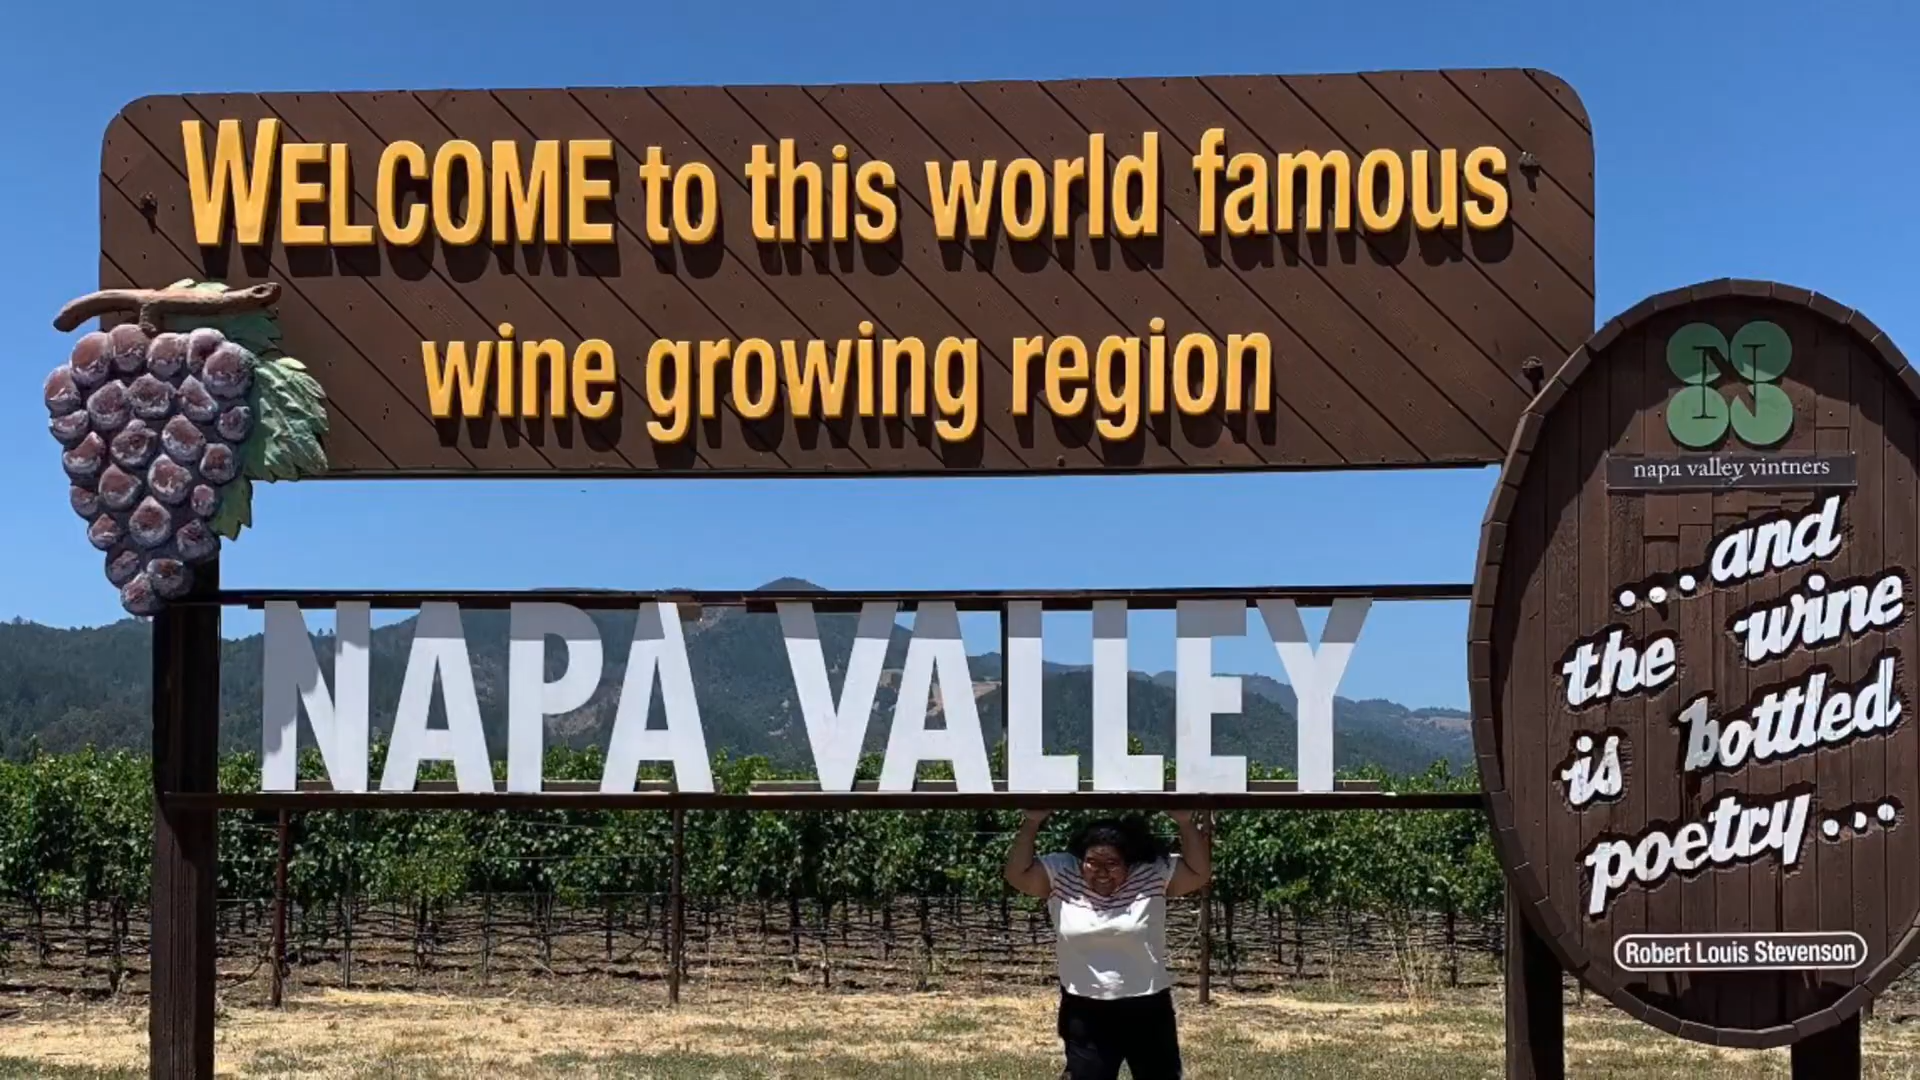 WELCOME to this world famous
wine growing region
NAPA VALLEY
N
napa valley vintners
...and
the wine
is bottled
poetry...
Robert Louis Stevenson